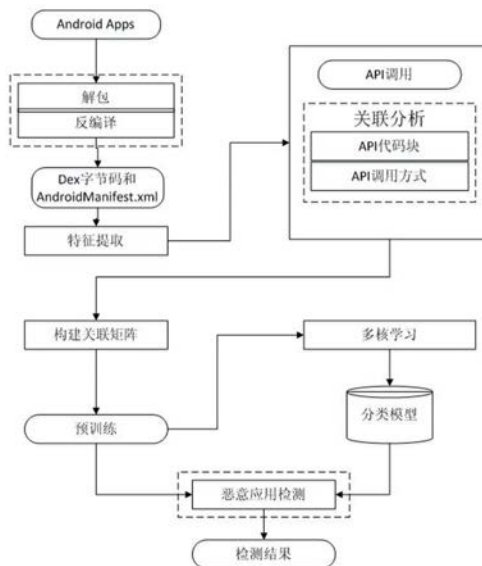 Android Apps
解包
反编译
Dex字节码和
AndroidManifest.xml
特征提取
API调用
关联分析
API代码块
API调用方式
构建关联矩阵
多核学习
预训练
分类模型
恶意应用检测
检测结果